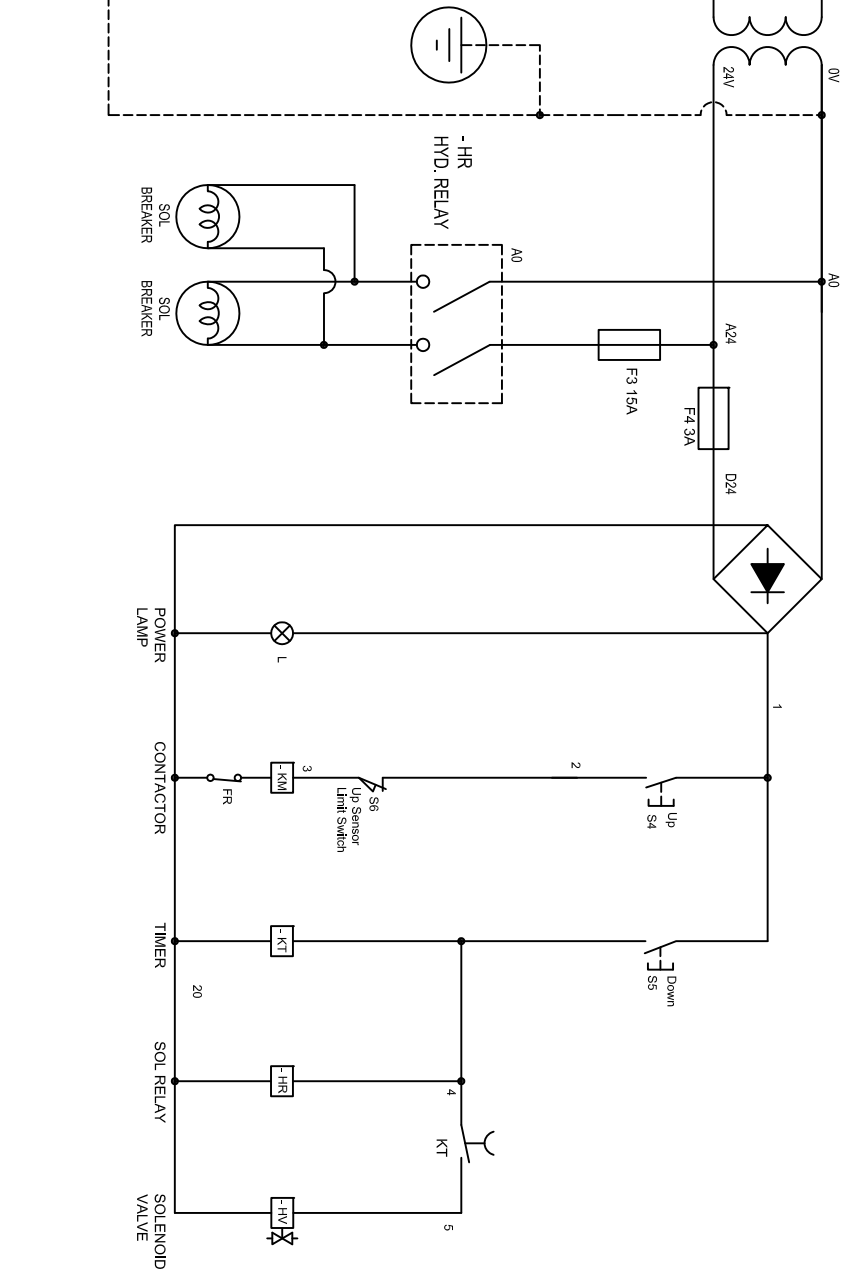 0V
24V
- HR
HYD. RELAY
A0
A0
SOL
BREAKER
SOL
BREAKER
A24
F3 15A
F4 3A
D24
POWER
LAMP
L
1
CONTACTOR
FR
- KM
3
S6
Up Sensor
Limit Switch
2
Up
S4
TIMER
- KT
Down
S5
20
SOL RELAY
- HR
4
KT
SOLENOID
VALVE
- HV
5